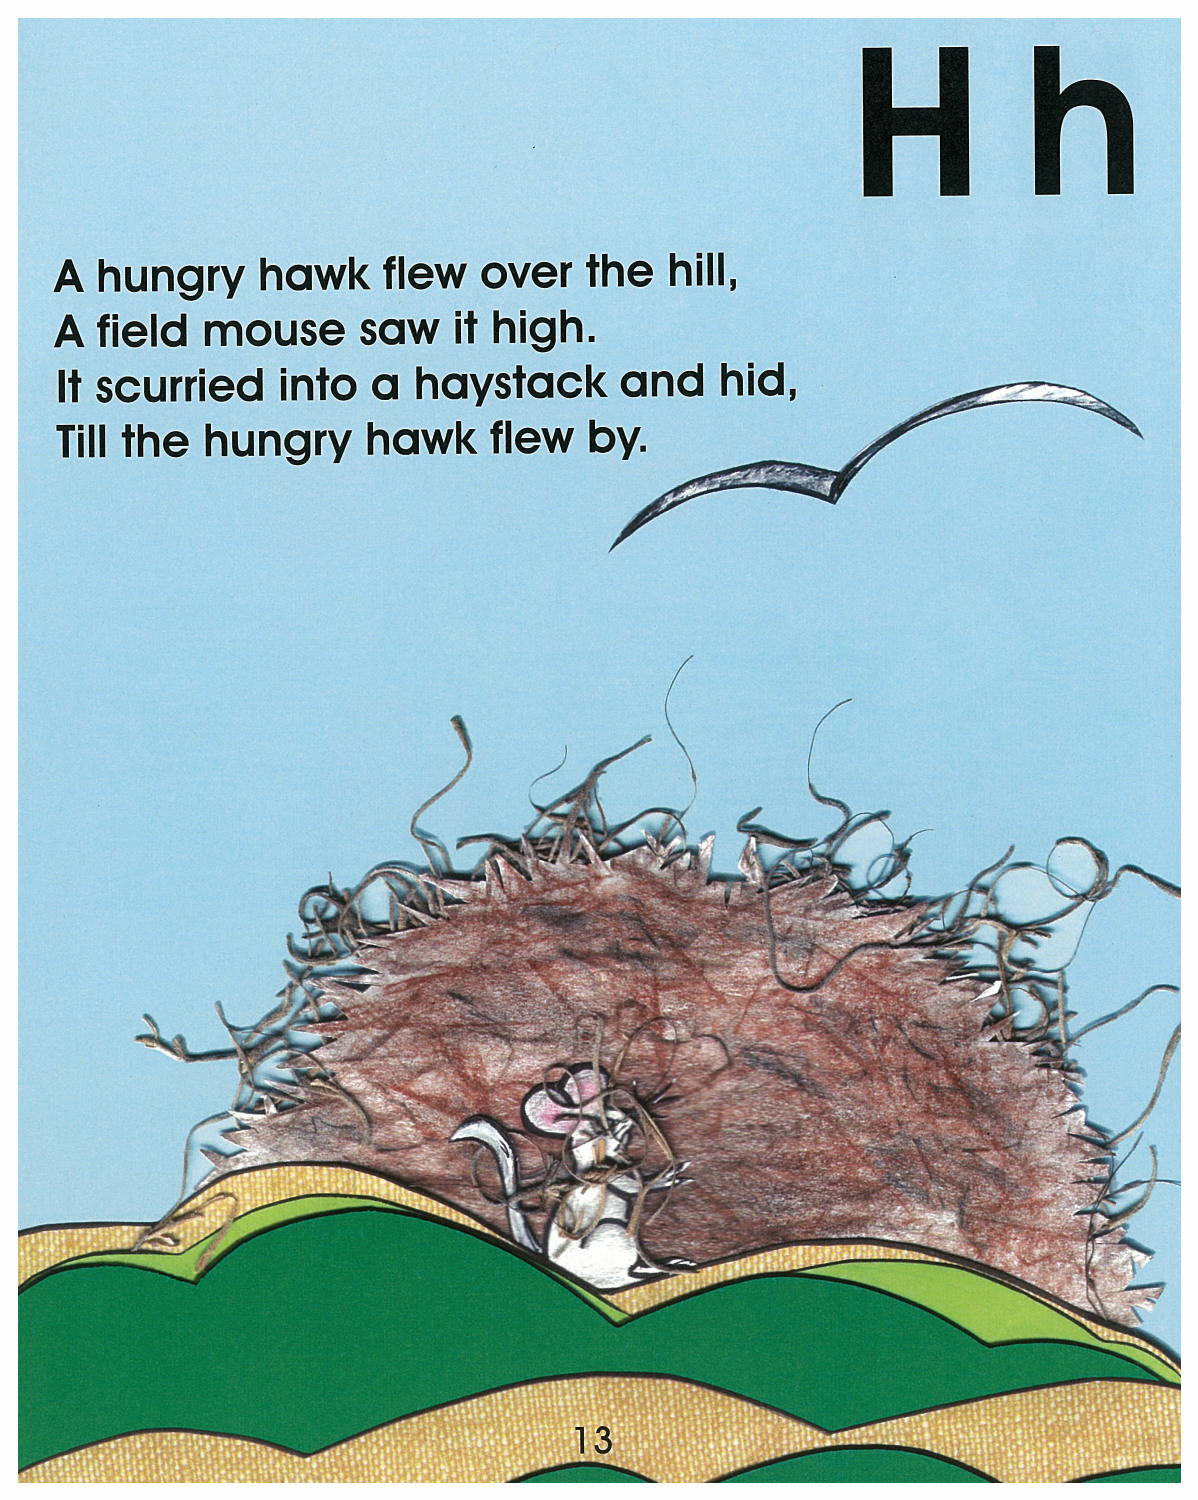 H h
A hungry hawk flew over the hill,
A field mouse saw it high.
It scurried into a haystack and hid,
Till the hungry hawk flew by.
13